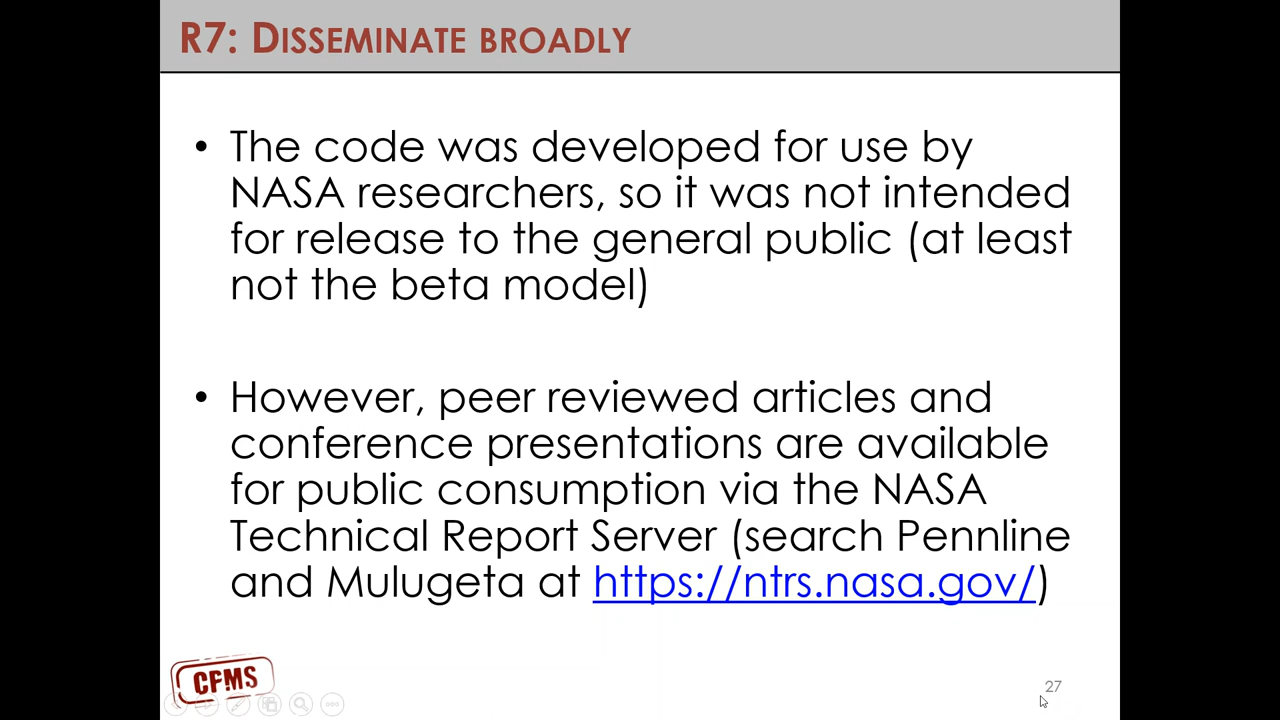 R7: DISSEMINATE BROADLY
• The code was developed for use by
NASA researchers, so it was not intended
for release to the general public (at least
not the beta model)
• However, peer reviewed articles and
conference presentations are available
for public consumption via the NASA
Technical Report Server (search Pennline
and Mulugeta at https://ntrs.nasa.gov/)
CPMS
27